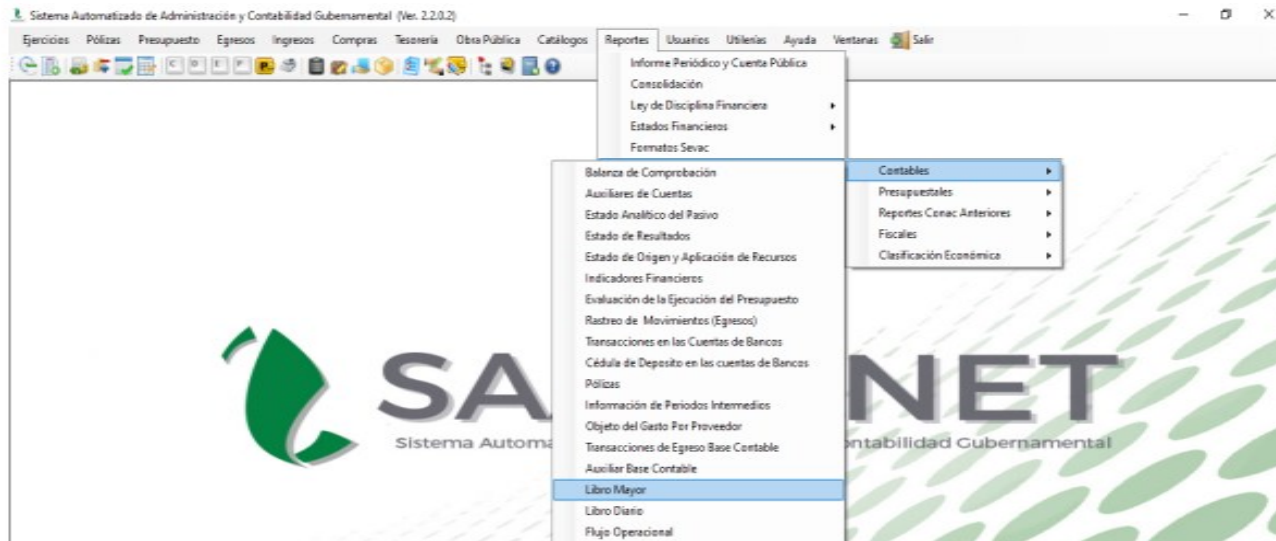 Sistema Automatizado de Administración y Contabilidad Gubernamental (Ver. 2.2.0.2)
Ejercicios Pólizas Presupuesto Egresos Ingresos Compras Tesorería Obra Pública Catálogos Reportes Usuarios Utilerías Ayuda Ventanas Salir
Informe Periódico y Cuenta Pública
Consolidación
Ley de Disciplina Financiera
Estados Financieros
Formatos Sevac
Contables
Presupuestales
Reportes Conac Anteriores
Fiscales
Clasificación Económica
Balanza de Comprobación
Auxiliares de Cuentas
Estado Analítico del Pasivo
Estado de Resultados
Estado de Origen y Aplicación de Recursos
Indicadores Financieros
Evaluación de la Ejecución del Presupuesto
Rastreo de Movimientos (Egresos)
Transacciones en las Cuentas de Bancos
Cédula de Deposito en las cuentas de Bancos
Pólizas
Información de Periodos Intermedios
Objeto del Gasto Por Proveedor
Transacciones de Egreso Base Contable
Auxiliar Base Contable
Libro Mayor
Libro Diario
Flujo Operacional
SA NET
Sistema Automa ontabilidad Gubernamental